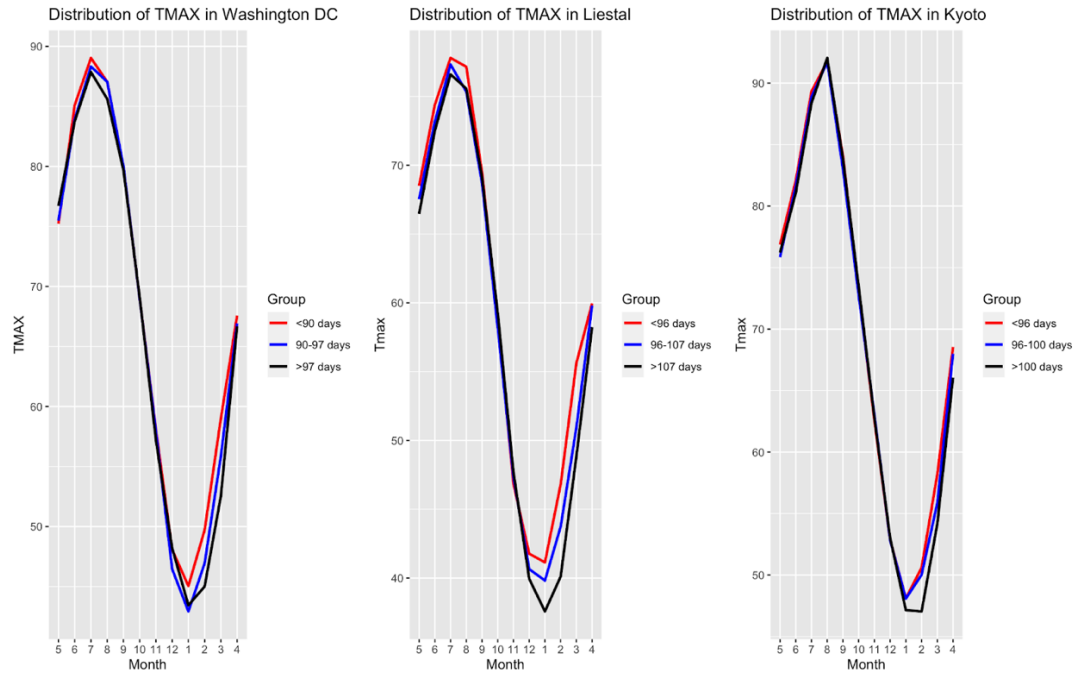 Distribution of TMAX in Washington DC
TMAX
90
80
70
60
50
5 6 7 8 9 10 11 12 1 2 3 4
Month
Group
<90 days
90-97 days
>97 days
Distribution of TMAX in Liestal
Tmax
70
60
50
40
5 6 7 8 9 10 11 12 1 2 3 4
Month
Group
<96 days
96-107 days
>107 days
Distribution of TMAX in Kyoto
Tmax
90
80
70
60
50
5 6 7 8 9 10 11 12 1 2 3 4
Month
Group
<96 days
96-100 days
>100 days